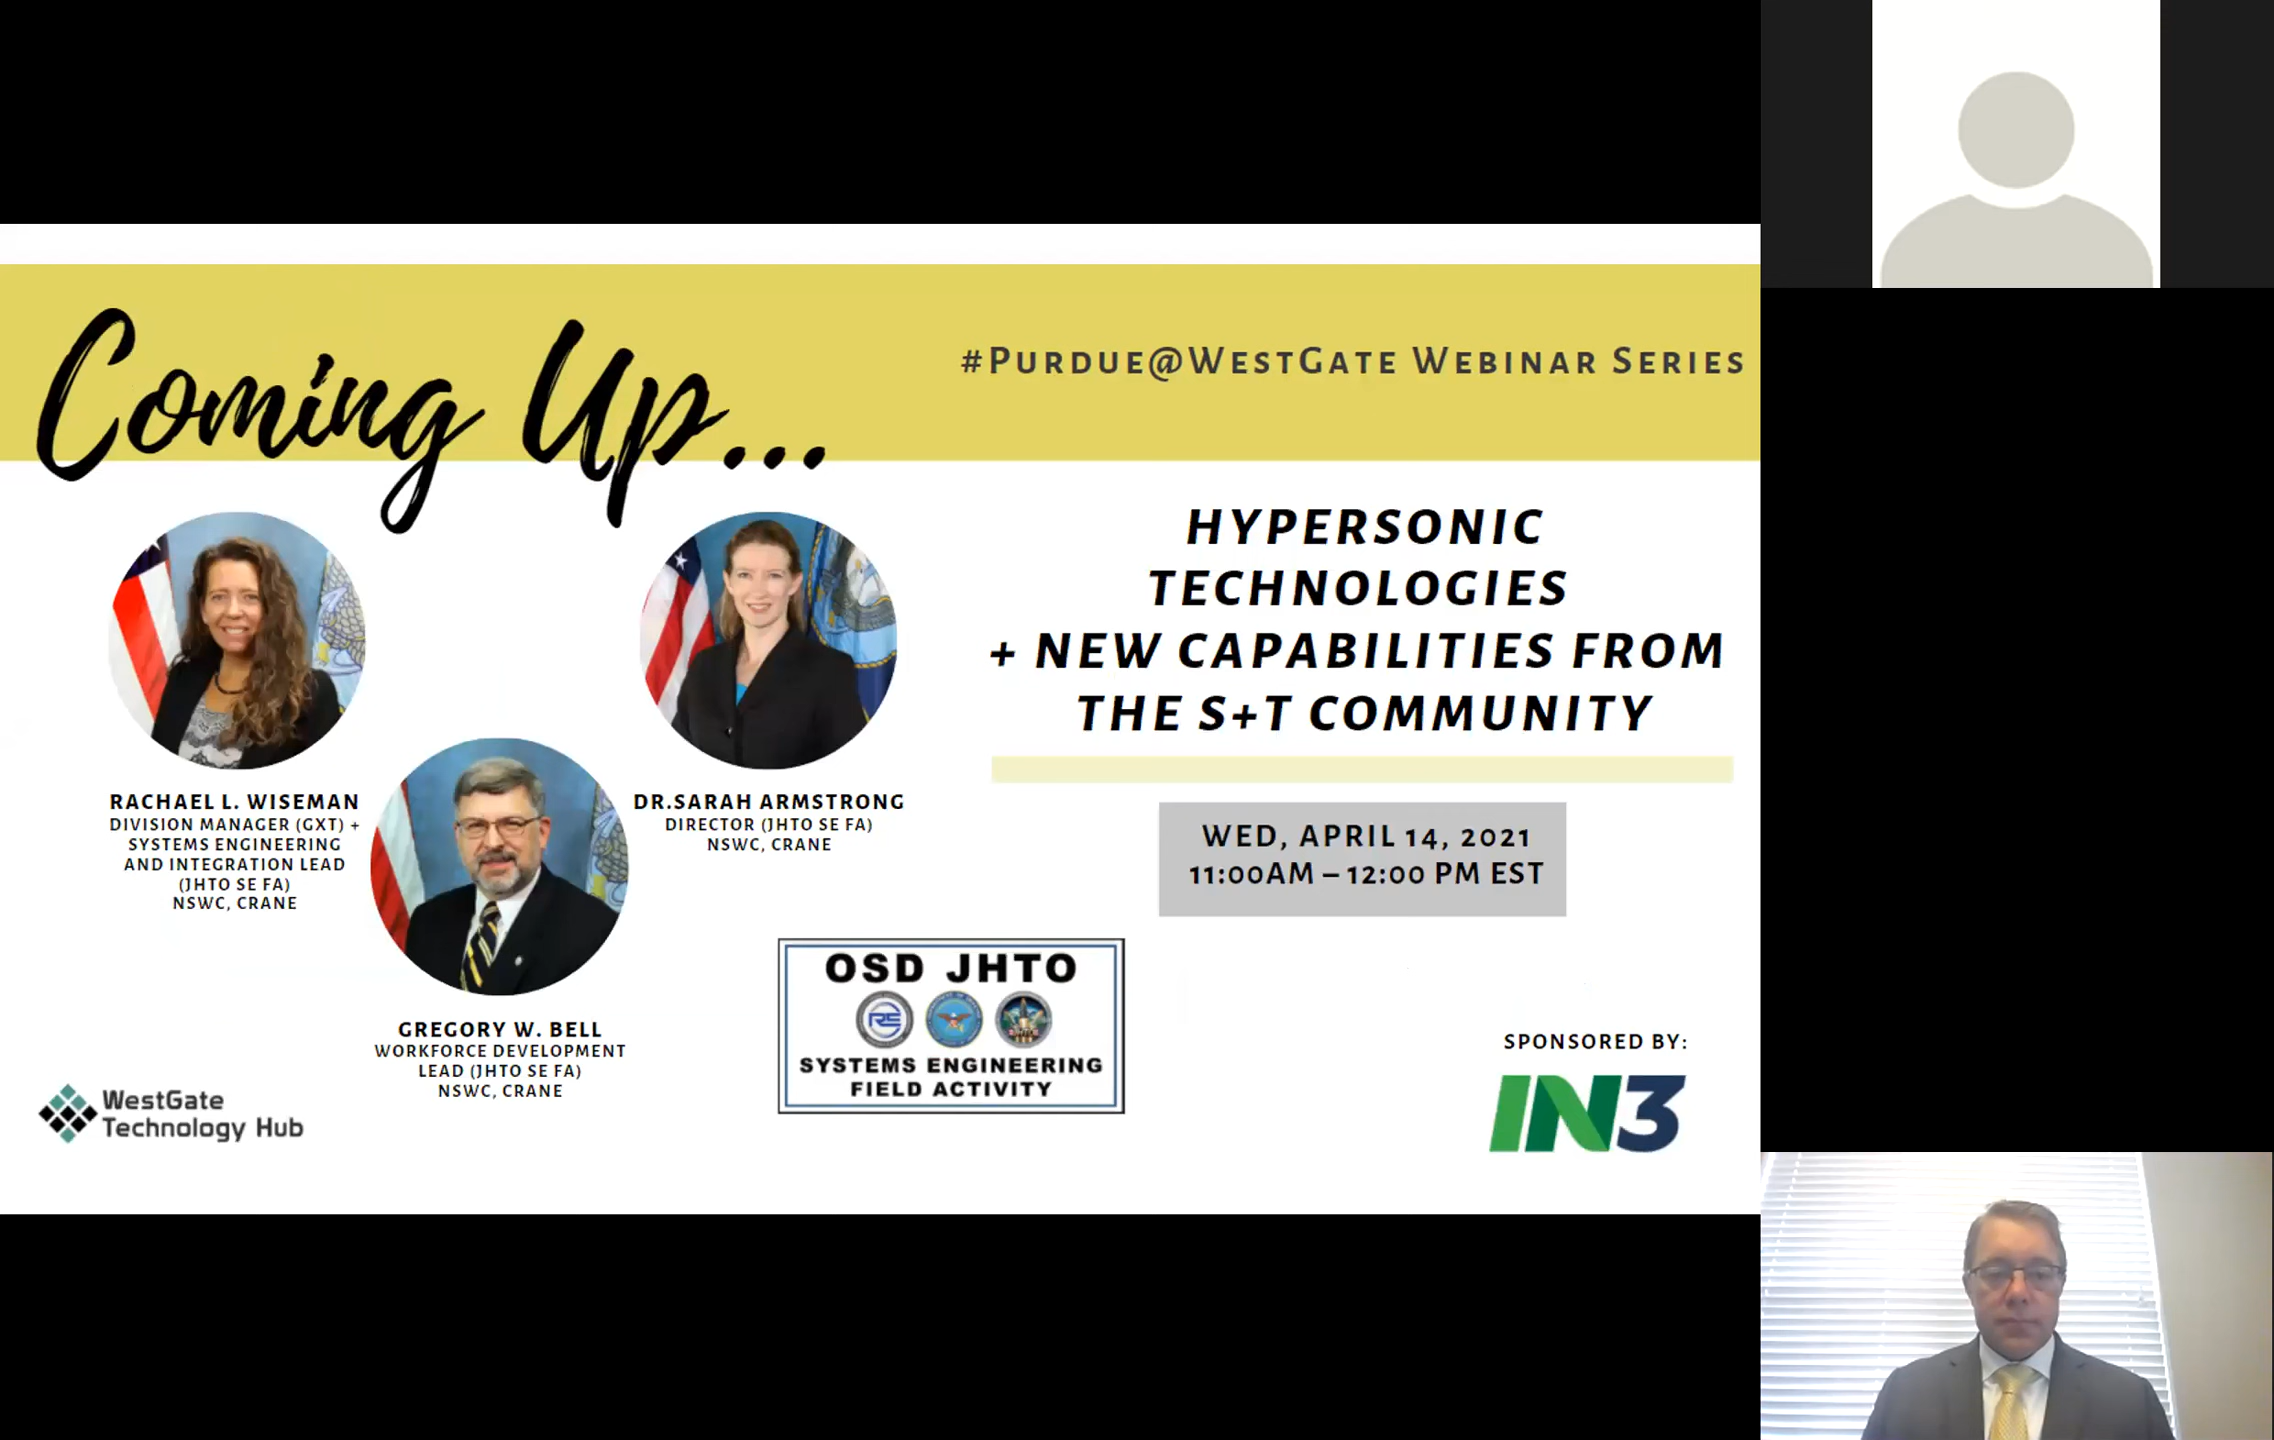 Coming Up...
#PURDUE@WESTGATE WEBINAR SERIES
HYPERSONIC
TECHNOLOGIES
+ NEW CAPABILITIES FROM
THE S+T COMMUNITY
WED, APRIL 14, 2021
11:00AM – 12:00 PM EST
RACHAEL L. WISEMAN
DIVISION MANAGER (GXT) +
SYSTEMS ENGINEERING
AND INTEGRATION LEAD
(JHTO SE FA)
NSWC, CRANE
DR.SARAH ARMSTRONG
DIRECTOR (JHTO SE FA)
NSWC, CRANE
GREGORY W. BELL
WORKFORCE DEVELOPMENT
LEAD (JHTO SE FA)
NSWC, CRANE
OSD JHTO
RE
SYSTEMS ENGINEERING
FIELD ACTIVITY
WestGate
Technology Hub
SPONSORED BY:
IN3